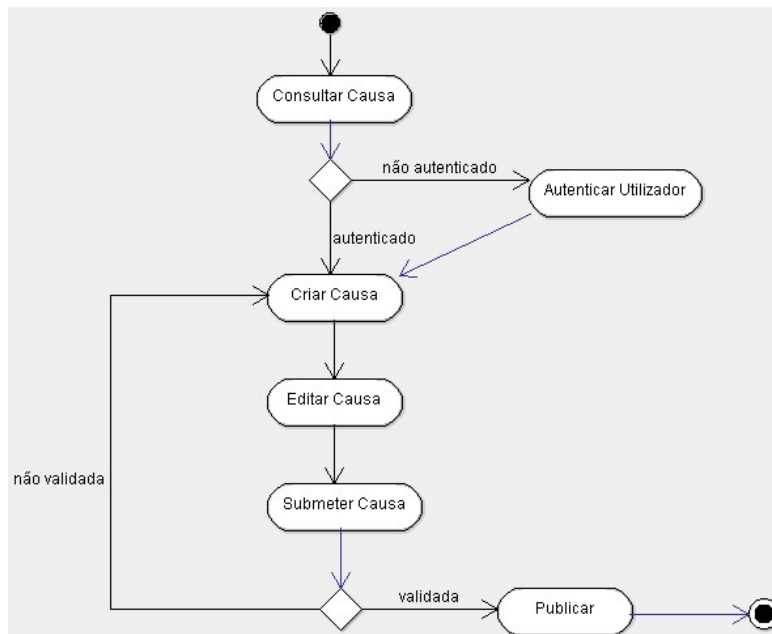 Consultar Causa
não autenticado
Autenticar Utilizador
autenticado
Criar Causa
Editar Causa
não validada
Submeter Causa
validada
Publicar